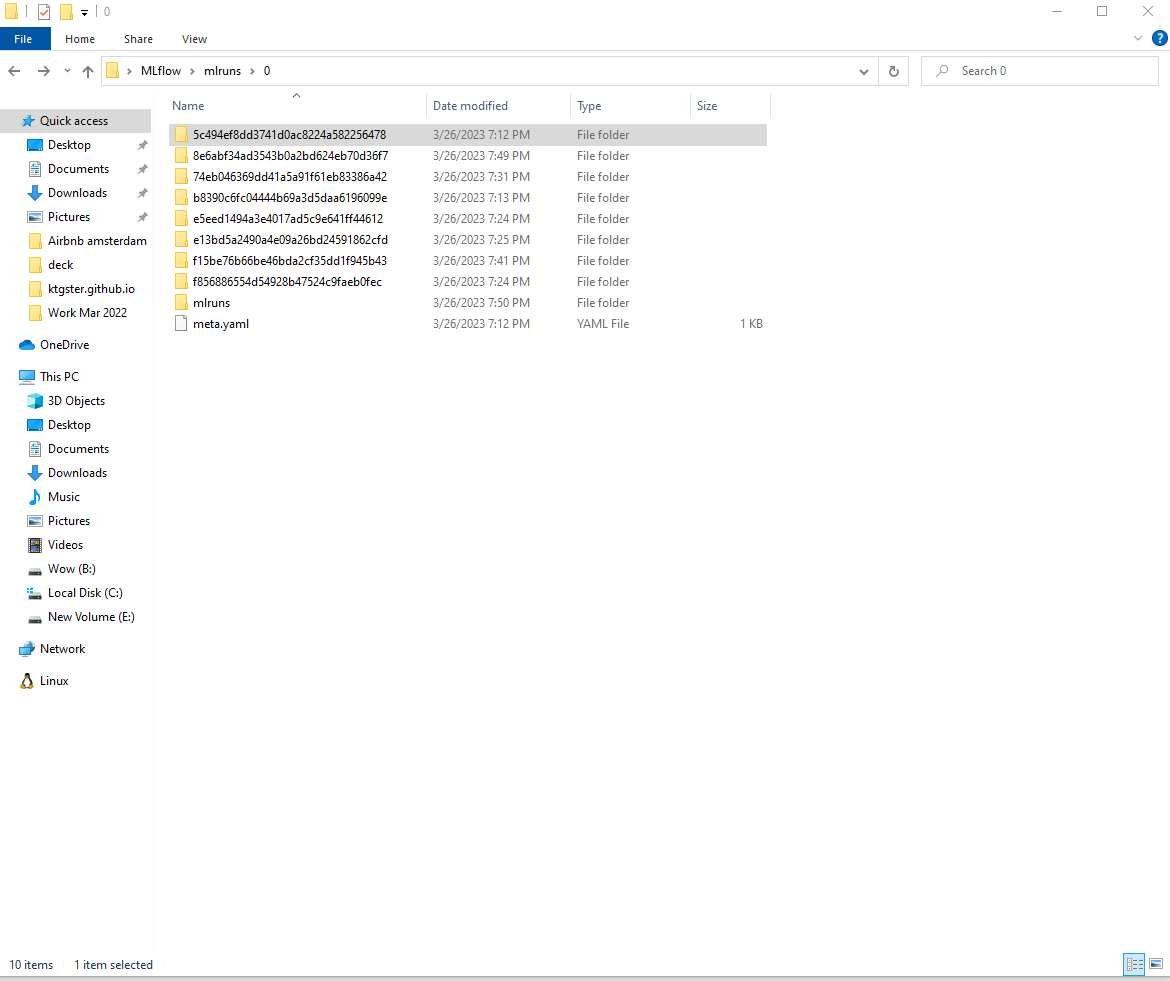 0
File Home Share View
MLflow mlruns 0 Search 0
Name Date modified Type Size
Quick access
Desktop
Documents
Downloads
Pictures
Airbnb amsterdam
deck
ktgster.github.io
Work Mar 2022
OneDrive
This PC
3D Objects
Desktop
Documents
Downloads
Music
Pictures
Videos
Wow (B:)
Local Disk (C:)
New Volume (E:)
Network
Linux
5c494ef8dd3741d0ac8224a582256478 3/26/2023 7:12 PM File folder
8e6abf34ad3543b0a2bd624eb70d36f7 3/26/2023 7:49 PM File folder
74eb046369dd41a5a91f61eb83386a42 3/26/2023 7:31 PM File folder
b8390c6fc04444b69a3d5daa6196099e 3/26/2023 7:13 PM File folder
e5eed1494a3e4017ad5c9e641ff44612 3/26/2023 7:24 PM File folder
e13bd5a2490a4e09a26bd24591862cfd 3/26/2023 7:25 PM File folder
f15be76b66be46bda2cf35dd1f945b43 3/26/2023 7:41 PM File folder
f856886554d54928b47524c9faeb0fec 3/26/2023 7:24 PM File folder
mlruns 3/26/2023 7:50 PM File folder
meta.yaml 3/26/2023 7:12 PM YAML File 1 KB
10 items 1 item selected